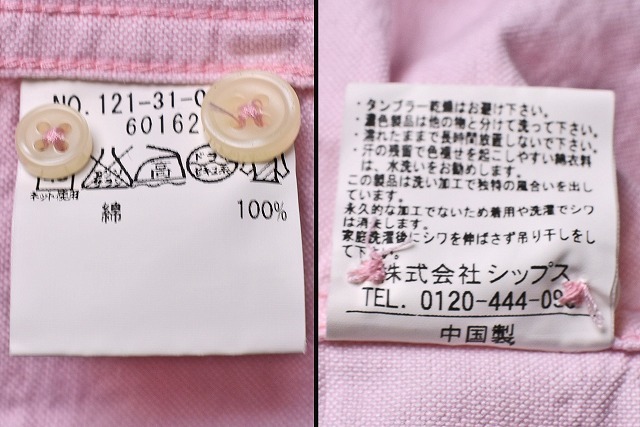 NO. 121-31-0
60162
高
ドライ
ネット使用
綿 100%
・タンブラー乾燥はお避け下さい。
・濃色製品は他の物と分けて洗って下さい。
・濡れたままで長時間放置しないで下さい。
・汗の残留で色褪せを起こしやすい綿衣料
は、水洗いをお勧めします。
この製品は洗い加工で独特の風合いを出し
ています。
永久的な加工でないため着用や洗濯でシワ
は消えします。
家庭洗濯後にシワを伸ばさず吊り干しをし
て下さい。
株式会社 シップス
TEL. 0120-444-09
中国製